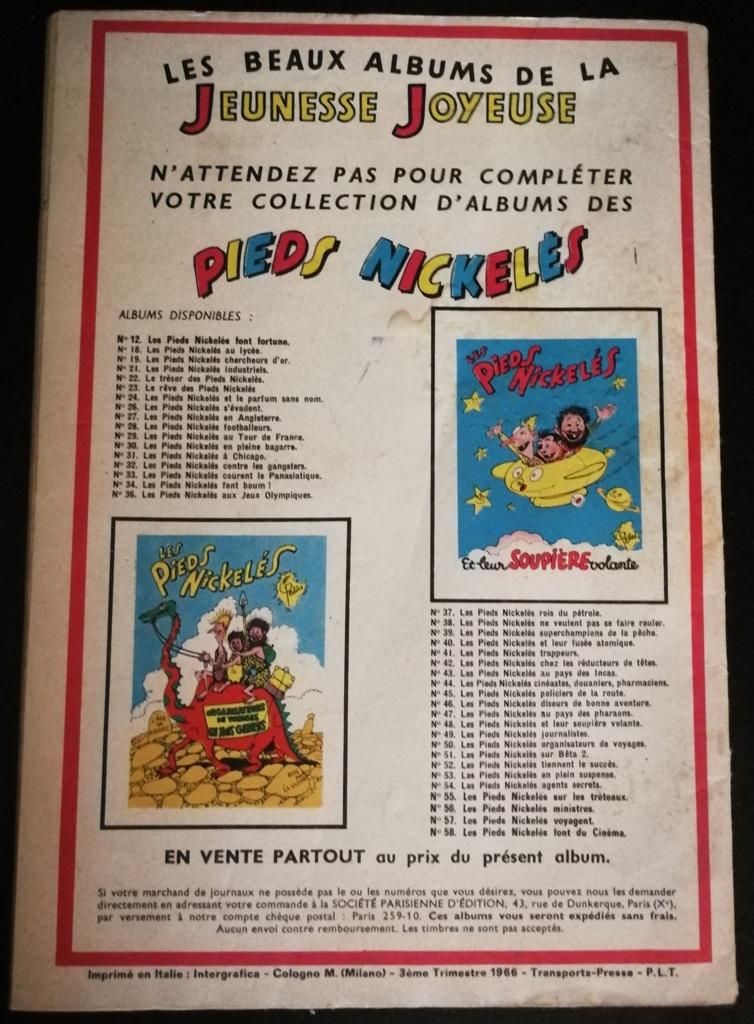 LES BEAUX ALBUMS DE LA
JEUNESSE JOYEUSE
N'ATTENDEZ PAS POUR COMPLÉTER
VOTRE COLLECTION D'ALBUMS DES
PIEDS NICKELÉS
ALBUMS DISPONIBLES :
N° 12. Les Pieds Nickelés font fortune.
N° 18. Les Pieds Nickelés au lycée.
N° 19. Les Pieds Nickelés chercheurs d'or.
N° 21. Les Pieds Nickelés industriels.
N° 22. Le trésor des Pieds Nickelés.
N° 23. Le rêve des Pieds Nickelés
N° 24. Les Pieds Nickelés et le parfum sans nom.
N° 26. Les Pieds Nickelés s'évadent.
N° 27. Les Pieds Nickelés en Angleterre.
N° 28. Les Pieds Nickelés footballeurs.
N° 29. Les Pieds Nickelés au Tour de France.
N° 30. Les Pieds Nickelés en pleine bagarre.
N° 31. Les Pieds Nickelés à Chicago.
N° 32. Les Pieds Nickelés contre les gangsters.
N° 33. Les Pieds Nickelés courent le Panasiatique.
N° 34. Les Pieds Nickelés font boum !
N° 36. Les Pieds Nickelés aux Jeux Olympiques.
LES PIEDS NICKELÉS
Et leur SOUPIÈRE volante
LES PIEDS NICKELÉS
ORGANISATEURS
DE VOYAGES
EN TOUS GENRES
N° 37. Les Pieds Nickelés rois du pétrole.
N° 38. Les Pieds Nickelés ne veulent pas se faire rouler.
N° 39. Les Pieds Nickelés superchampions de la pêche.
N° 40. Les Pieds Nickelés et leur fusée atomique.
N° 41. Les Pieds Nickelés trappeurs.
N° 42. Les Pieds Nickelés chez les réducteurs de têtes.
N° 43. Les Pieds Nickelés au pays des Incas.
N° 44. Les Pieds Nickelés cinéastes, douaniers, pharmaciens.
N° 45. Les Pieds Nickelés policiers de la route.
N° 46. Les Pieds Nickelés diseurs de bonne aventure.
N° 47. Les Pieds Nickelés au pays des pharaons.
N° 48. Les Pieds Nickelés et leur soupière volante.
N° 49. Les Pieds Nickelés journalistes.
N° 50. Les Pieds Nickelés organisateurs de voyages.
N° 51. Les Pieds Nickelés sur Bêta 2.
N° 52. Les Pieds Nickelés tiennent le succès.
N° 53. Les Pieds Nickelés en plein suspense.
N° 54. Les Pieds Nickelés agents secrets.
N° 55. Les Pieds Nickelés sur les tréteaux.
N° 56. Les Pieds Nickelés ministres.
N° 57. Les Pieds Nickelés voyagent.
N° 58. Les Pieds Nickelés font du Cinéma.
EN VENTE PARTOUT au prix du présent album.
Si votre marchand de journaux ne possède pas le ou les numéros que vous désirez, vous pouvez nous les demander
directement en adressant votre commande à la SOCIÉTÉ PARISIENNE D'ÉDITION, 43, rue de Dunkerque, Paris (Xe),
par versement à notre compte chèque postal : Paris 259-10. Ces albums vous seront expédiés sans frais.
Aucun envoi contre remboursement. Les timbres ne sont pas acceptés.
Imprimé en Italie : Intergrafica - Cologno M. (Milano) - 3ème Trimestre 1966 - Transports-Presse - P.L.T.